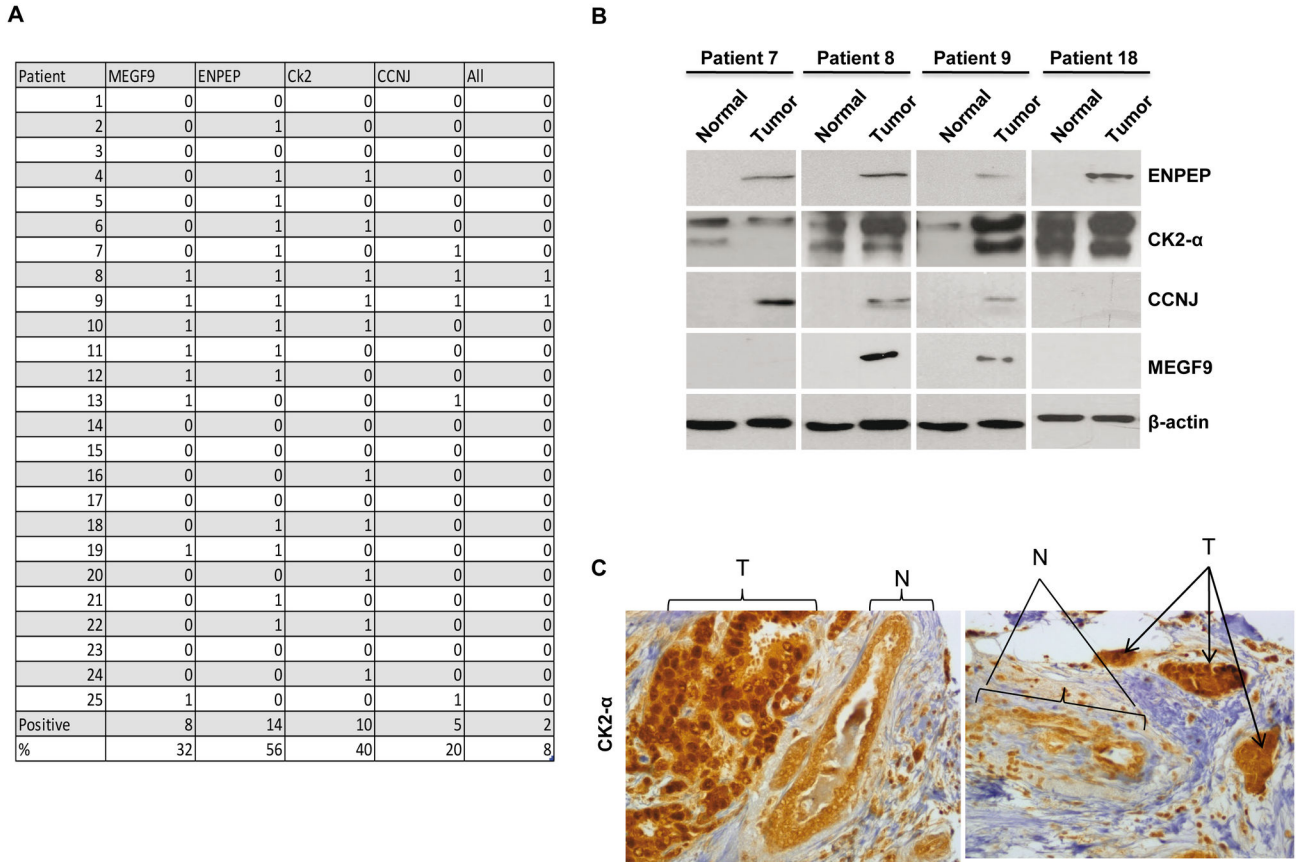 A
Patient MEGF9 ENPEP Ck2 CCNJ All
1 0 0 0 0 0
2 0 1 0 0 0
3 0 0 0 0 0
4 0 1 1 0 0
5 0 1 0 0 0
6 0 1 1 0 0
7 0 1 0 1 0
8 1 1 1 1 1
9 1 1 1 1 1
10 1 1 1 0 0
11 1 1 0 0 0
12 1 1 0 0 0
13 1 0 0 1 0
14 0 0 0 0 0
15 0 0 0 0 0
16 0 0 1 0 0
17 0 0 0 0 0
18 0 1 1 0 0
19 1 1 0 0 0
20 0 0 1 0 0
21 0 1 0 0 0
22 0 1 1 0 0
23 0 0 0 0 0
24 0 0 1 0 0
25 1 0 0 1 0
Positive 8 14 10 5 2
% 32 56 40 20 8
B
Patient 7 Patient 8 Patient 9 Patient 18
Normal Tumor Normal Tumor Normal Tumor Normal Tumor
ENPEP
CK2-α
CCNJ
MEGF9
β-actin
C
T N N T
CK2-α